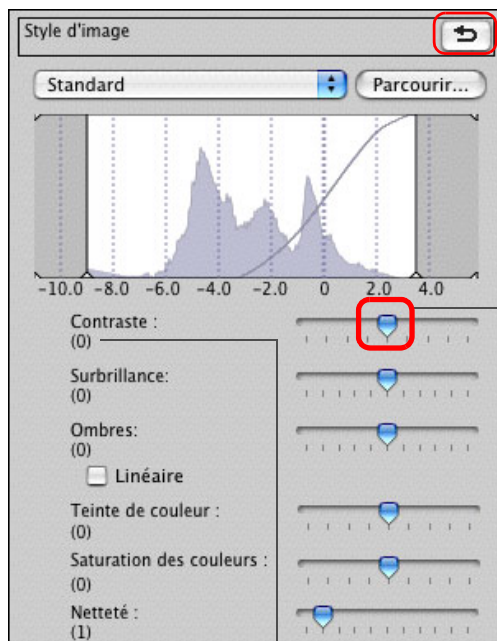 Style d'image
Standard
Parcourir...
-10.0 -8.0 -6.0 -4.0 -2.0 0 2.0 4.0
Contraste :
(0)
Surbrillance:
(0)
Ombres:
(0)
Linéaire
Teinte de couleur :
(0)
Saturation des couleurs :
(0)
Netteté :
(1)